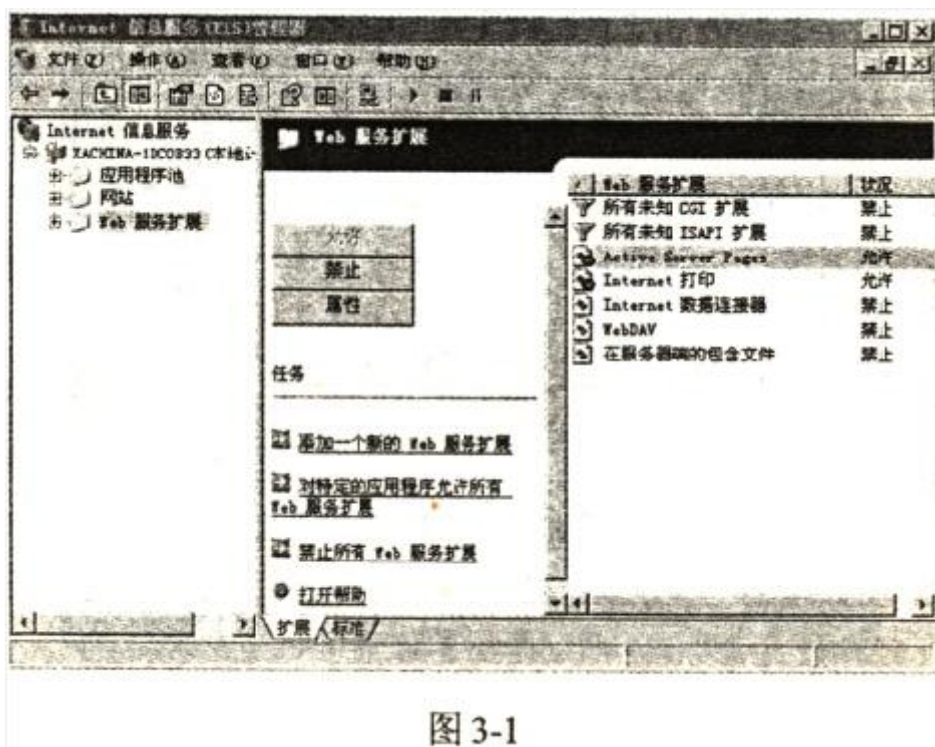 Internet 信息服务(IIS)管理器
文件(F) 操作(A) 查看(V) 窗口(W) 帮助(H)
Internet 信息服务
XACHINA-1DC0833(本地计
应用程序池
网站
Web 服务扩展
Web 服务扩展
允许
禁止
属性
任务
添加一个新的 Web 服务扩展
对特定的应用程序允许所有
Web 服务扩展
禁止所有 Web 服务扩展
打开帮助
Web 服务扩展 状况
所有未知 CGI 扩展 禁止
所有未知 ISAPI 扩展 禁止
Active Server Pages 允许
Internet 打印 允许
Internet 数据连接器 禁止
WebDAV 禁止
在服务器端的包含文件 禁止
扩展 标准
图 3-1